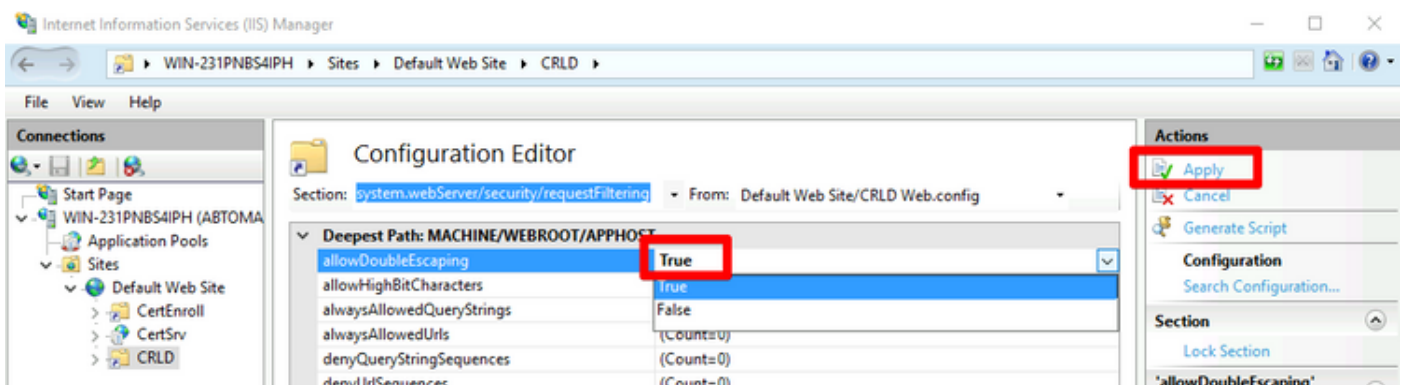 Internet Information Services (IIS) Manager
WIN-231PNBS4IPH ▸ Sites ▸ Default Web Site ▸ CRLD ▸
File View Help
Connections
Start Page
WIN-231PNBS4IPH (ABTOMA
Application Pools
Sites
Default Web Site
CertEnroll
CertSrv
CRLD
Configuration Editor
Section: system.webServer/security/requestFiltering From: Default Web Site/CRLD Web.config
Deepest Path: MACHINE/WEBROOT/APPHOST
allowDoubleEscaping True
allowHighBitCharacters True
alwaysAllowedQueryStrings False
alwaysAllowedUrls (Count=0)
denyQueryStringSequences (Count=0)
denyUrlSequences (Count=0)
Actions
Apply
Cancel
Generate Script
Configuration
Search Configuration...
Section
Lock Section
'allowDoubleEscaping'